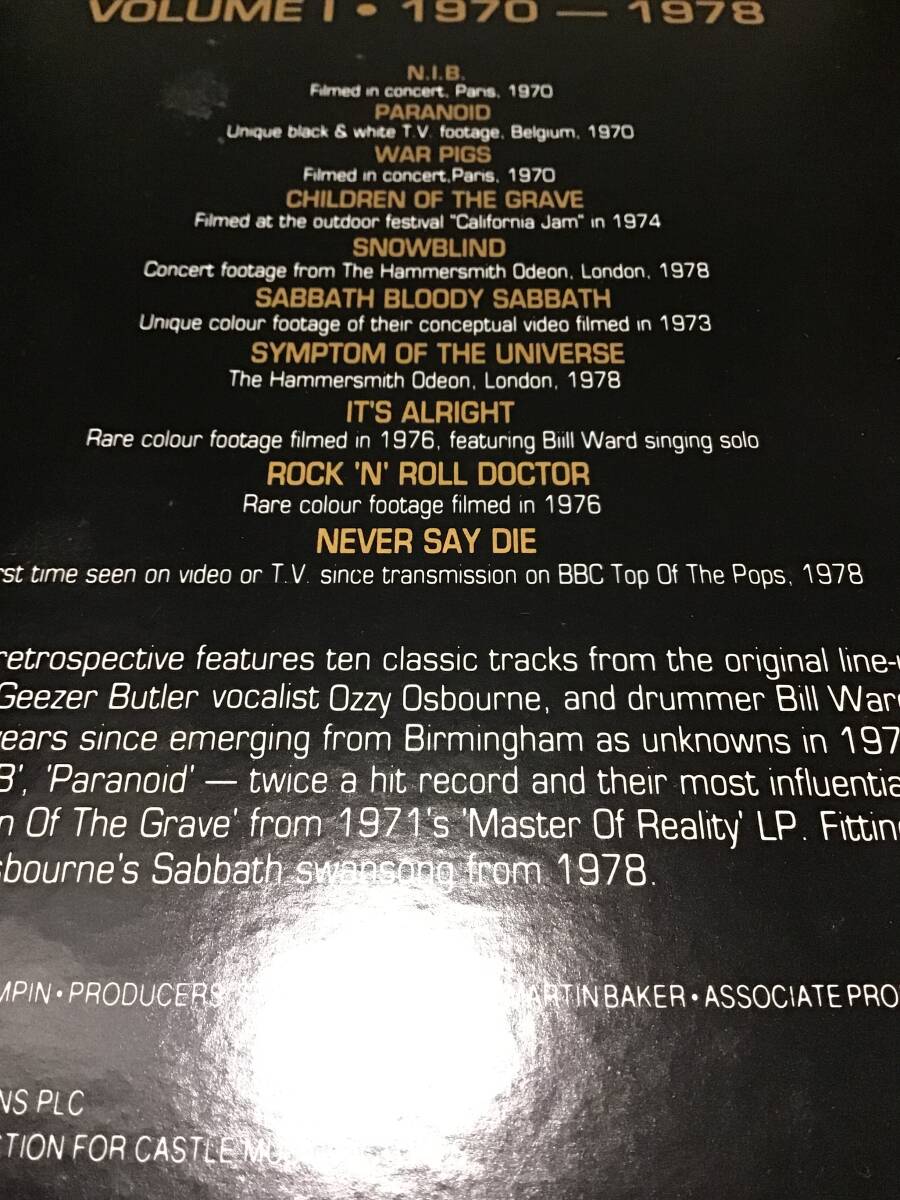 VOLUME I • 1970 — 1978
N.I.B.
Filmed in concert, Paris, 1970
PARANOID
Unique black & white T.V. footage, Belgium, 1970
WAR PIGS
Filmed in concert,Paris, 1970
CHILDREN OF THE GRAVE
Filmed at the outdoor festival "California Jam" in 1974
SNOWBLIND
Concert footage from The Hammersmith Odeon, London, 1978
SABBATH BLOODY SABBATH
Unique colour footage of their conceptual video filmed in 1973
SYMPTOM OF THE UNIVERSE
The Hammersmith Odeon, London, 1978
IT'S ALRIGHT
Rare colour footage filmed in 1976, featuring Biill Ward singing solo
ROCK 'N' ROLL DOCTOR
Rare colour footage filmed in 1976
NEVER SAY DIE
rst time seen on video or T.V. since transmission on BBC Top Of The Pops, 1978
retrospective features ten classic tracks from the original line-
Geezer Butler vocalist Ozzy Osbourne, and drummer Bill Ward
years since emerging from Birmingham as unknowns in 197
B', 'Paranoid' — twice a hit record and their most influentia
n Of The Grave' from 1971's 'Master Of Reality' LP. Fitting
sbourne's Sabbath swansong from 1978.
MPIN • PRODUCERS MARTIN BAKER • ASSOCIATE PRO
NS PLC
CTION FOR CASTLE MU